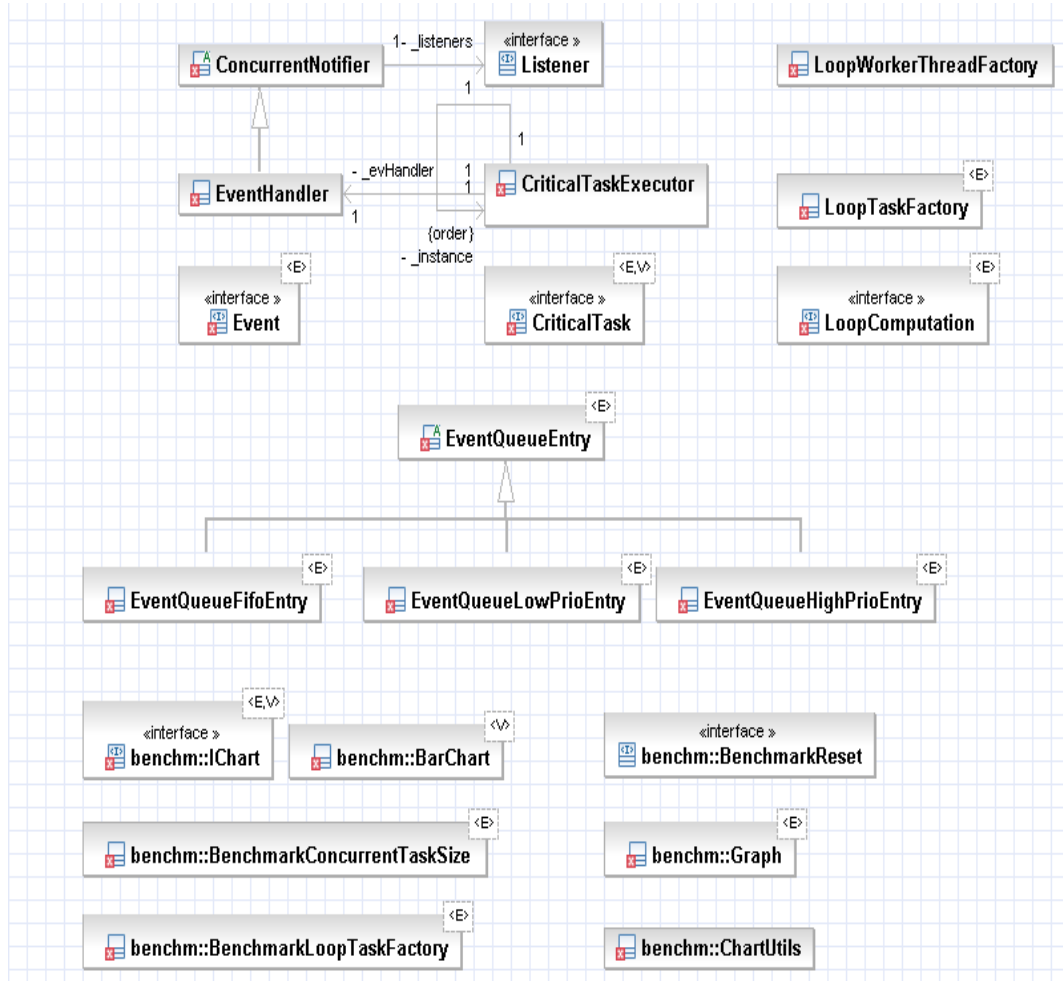 1- _listeners
«interface »
ConcurrentNotifier
Listener
LoopWorkerThreadFactory
1
1
- _evHandler
1
<E>
EventHandler
1
CriticalTaskExecutor
LoopTaskFactory
1
{order}
- _instance
<E>
<E,V>
<E>
«interface »
«interface »
«interface »
Event
CriticalTask
LoopComputation
<E>
EventQueueEntry
<E>
<E>
<E>
EventQueueFifoEntry
EventQueueLowPrioEntry
EventQueueHighPrioEntry
<E,V>
«interface »
<V>
«interface »
benchm::IChart
benchm::BarChart
benchm::BenchmarkReset
<E>
<E>
benchm::BenchmarkConcurrentTaskSize
benchm::Graph
<E>
benchm::BenchmarkLoopTaskFactory
benchm::ChartUtils